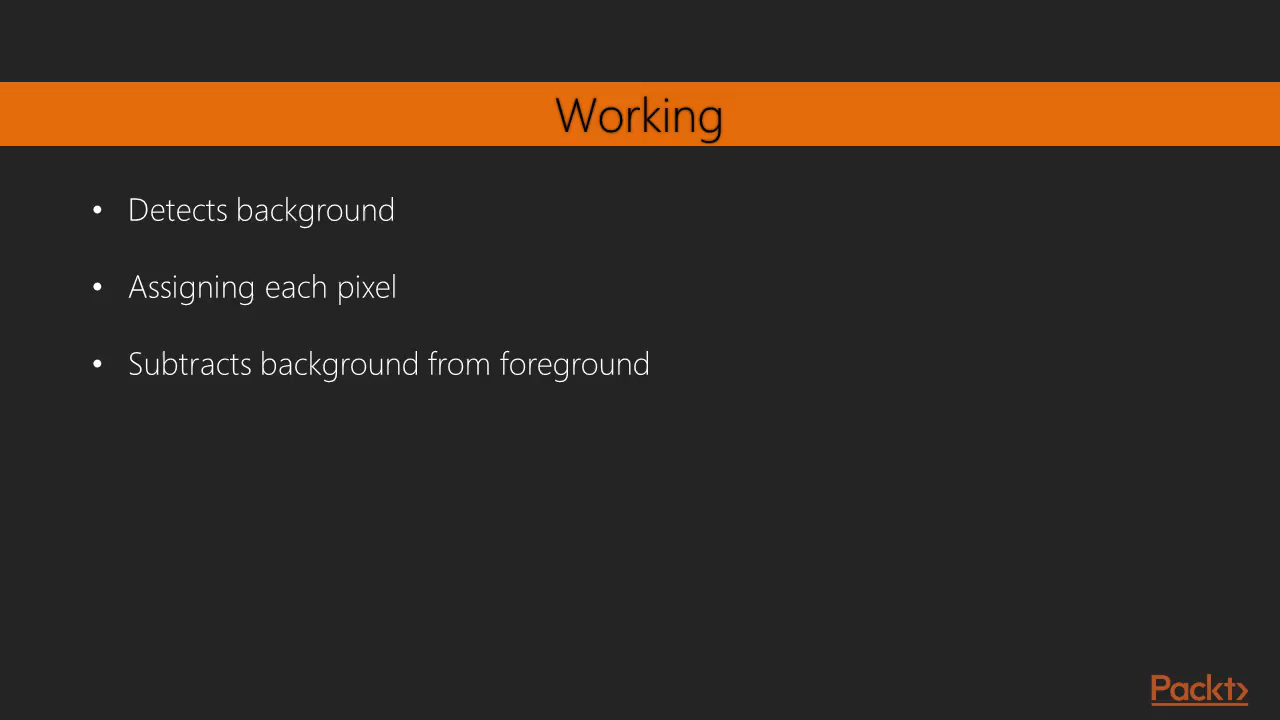 Working
• Detects background
• Assigning each pixel
• Subtracts background from foreground
Packt>